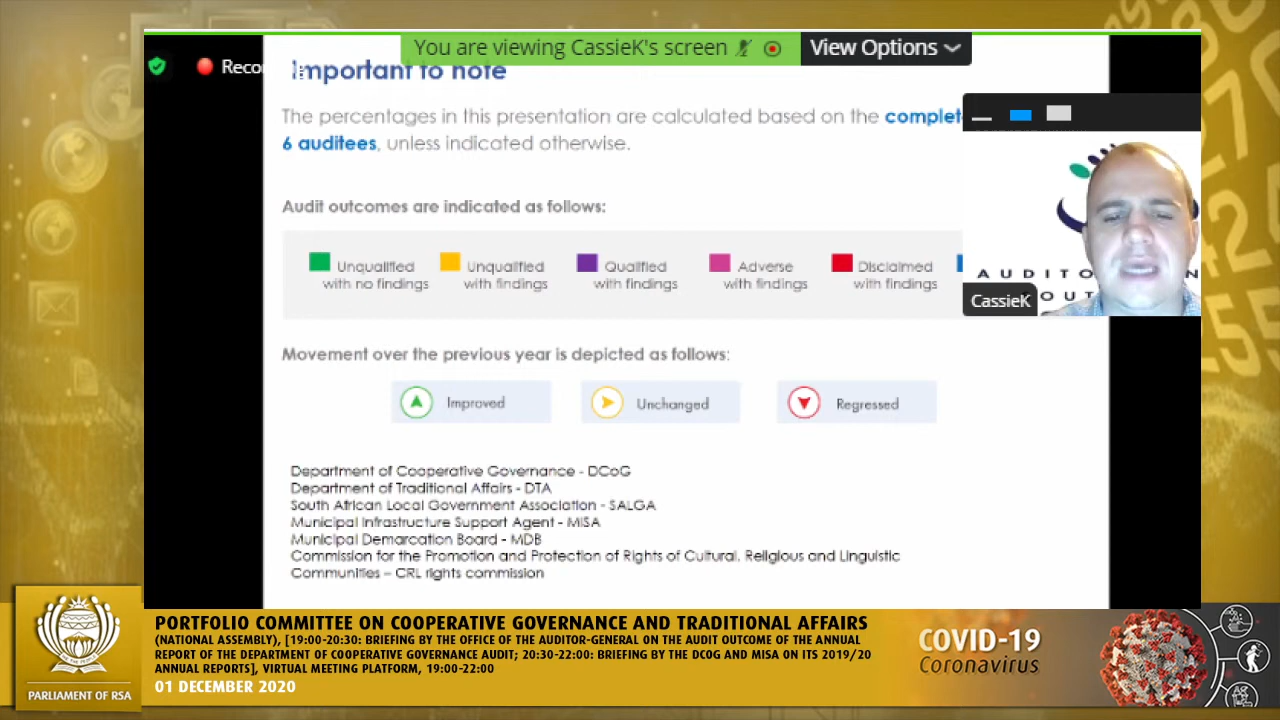 You are viewing CassieK's screen
View Options
Important to note
The percentages in this presentation are calculated based on the
6 auditees, unless indicated otherwise.
Audit outcomes are indicated as follows:
Unqualified with no findings
Unqualified with findings
Qualified with findings
Adverse with findings
Disclaimed with findings
CassieK
Movement over the previous year is depicted as follows:
Improved
Unchanged
Regressed
Department of Cooperative Governance - DCoG
Department of Traditional Affairs - DTA
South African Local Government Association - SALGA
Municipal Infrastructure Support Agent - MISA
Municipal Demarcation Board - MDB
Commission for the Promotion and Protection of Rights of Cultural, Religious and Linguistic
Communities – CRL rights commission
PORTFOLIO COMMITTEE ON COOPERATIVE GOVERNANCE AND TRADITIONAL AFFAIRS
(NATIONAL ASSEMBLY), [19:00-20:30: BRIEFING BY THE OFFICE OF THE AUDITOR-GENERAL ON THE AUDIT OUTCOME OF THE ANNUAL
REPORT OF THE DEPARTMENT OF COOPERATIVE GOVERNANCE AUDIT; 20:30-22:00: BRIEFING BY THE DCOG AND MISA ON ITS 2019/20
ANNUAL REPORTS], VIRTUAL MEETING PLATFORM, 19:00-22:00
01 DECEMBER 2020
PARLIAMENT OF RSA
COVID-19
Coronavirus